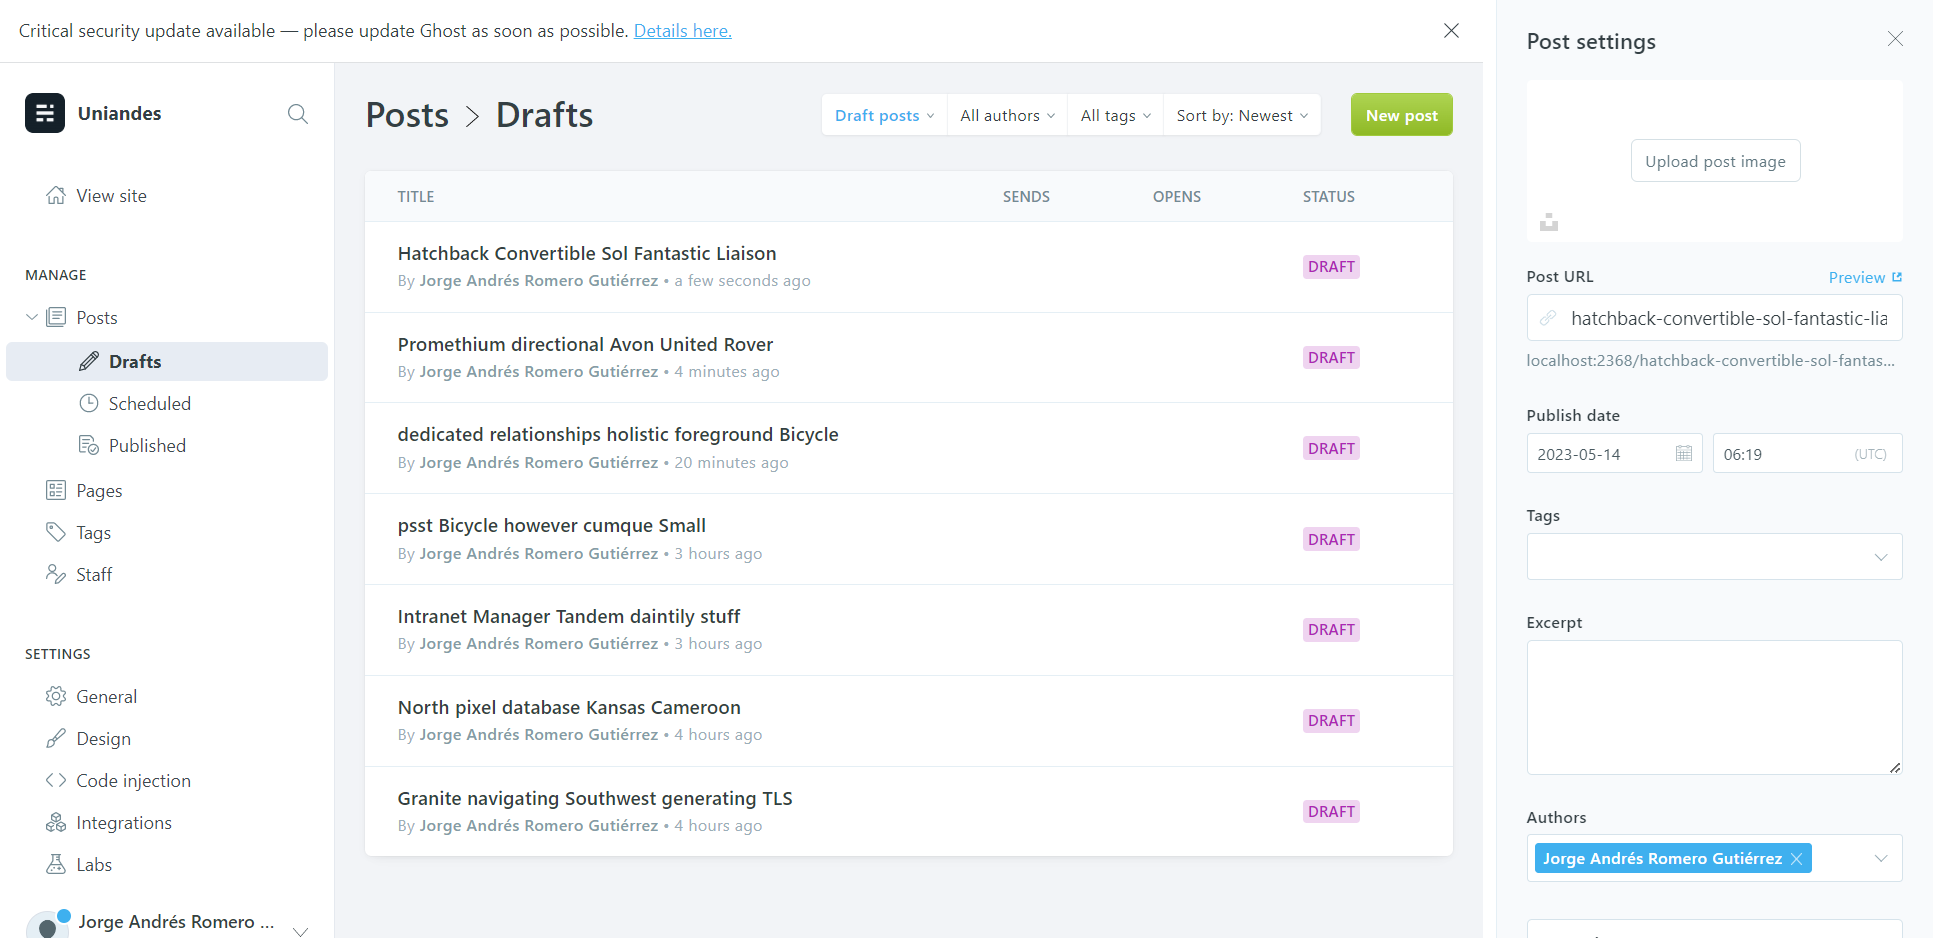 Critical security update available — please update Ghost as soon as possible. Details here.
Uniandes
View site
MANAGE
Posts
Drafts
Scheduled
Published
Pages
Tags
Staff
SETTINGS
General
Design
Code injection
Integrations
Labs
Jorge Andrés Romero ...
Posts > Drafts
Draft posts
All authors
All tags
Sort by: Newest
New post
TITLE SENDS OPENS STATUS
Hatchback Convertible Sol Fantastic Liaison
By Jorge Andrés Romero Gutiérrez • a few seconds ago
DRAFT
Promethium directional Avon United Rover
By Jorge Andrés Romero Gutiérrez • 4 minutes ago
DRAFT
dedicated relationships holistic foreground Bicycle
By Jorge Andrés Romero Gutiérrez • 20 minutes ago
DRAFT
psst Bicycle however cumque Small
By Jorge Andrés Romero Gutiérrez • 3 hours ago
DRAFT
Intranet Manager Tandem daintily stuff
By Jorge Andrés Romero Gutiérrez • 3 hours ago
DRAFT
North pixel database Kansas Cameroon
By Jorge Andrés Romero Gutiérrez • 4 hours ago
DRAFT
Granite navigating Southwest generating TLS
By Jorge Andrés Romero Gutiérrez • 4 hours ago
DRAFT
Post settings
Upload post image
Post URL
Preview
hatchback-convertible-sol-fantastic-lia
localhost:2368/hatchback-convertible-sol-fantas...
Publish date
2023-05-14
06:19 (UTC)
Tags
Excerpt
Authors
Jorge Andrés Romero Gutiérrez